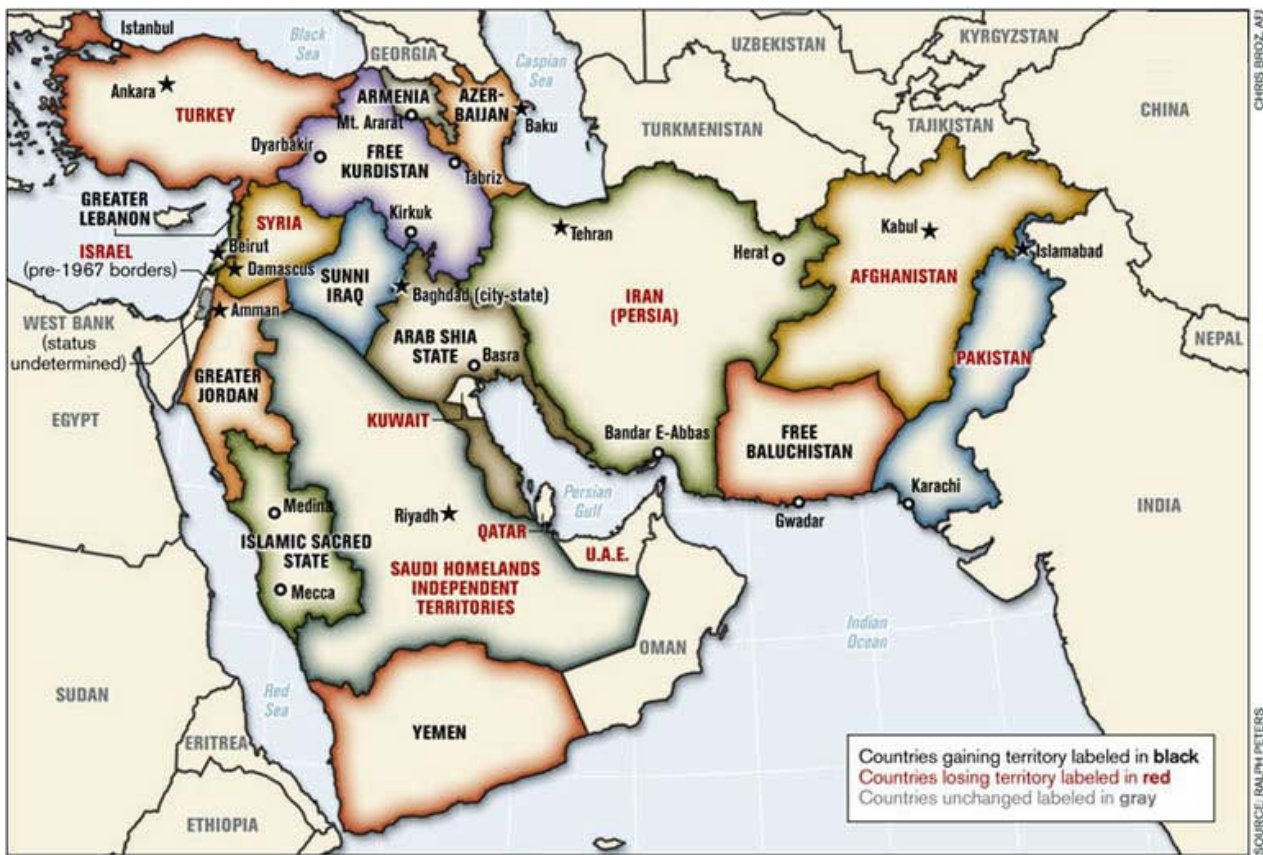 Istanbul
Black
Sea
GEORGIA
Caspian
Sea
UZBEKISTAN
KYRGYZSTAN
CHRIS BROZ, AFJ
Ankara
TURKEY
ARMENIA
Mt. Ararat
AZER-
BAIJAN
Baku
TURKMENISTAN
TAJIKISTAN
CHINA
Dyarbakir
FREE
KURDISTAN
Tabriz
GREATER
LEBANON
SYRIA
Kirkuk
Tehran
Herat
Kabul
Islamabad
ISRAEL
(pre-1967 borders)
Beirut
Damascus
SUNNI
IRAQ
Baghdad (city-state)
IRAN
(PERSIA)
AFGHANISTAN
WEST BANK
(status
undetermined)
Amman
ARAB SHIA
STATE
Basra
PAKISTAN
NEPAL
GREATER
JORDAN
EGYPT
KUWAIT
Bandar E-Abbas
FREE
BALUCHISTAN
Karachi
Medina
Riyadh
Persian
Gulf
Gwadar
INDIA
ISLAMIC SACRED
STATE
QATAR
U.A.E.
Mecca
SAUDI HOMELANDS
INDEPENDENT
TERRITORIES
OMAN
Indian
Ocean
SUDAN
Red
Sea
YEMEN
ERITREA
ETHIOPIA
Countries gaining territory labeled in black
Countries losing territory labeled in red
Countries unchanged labeled in gray
SOURCE: RALPH PETERS